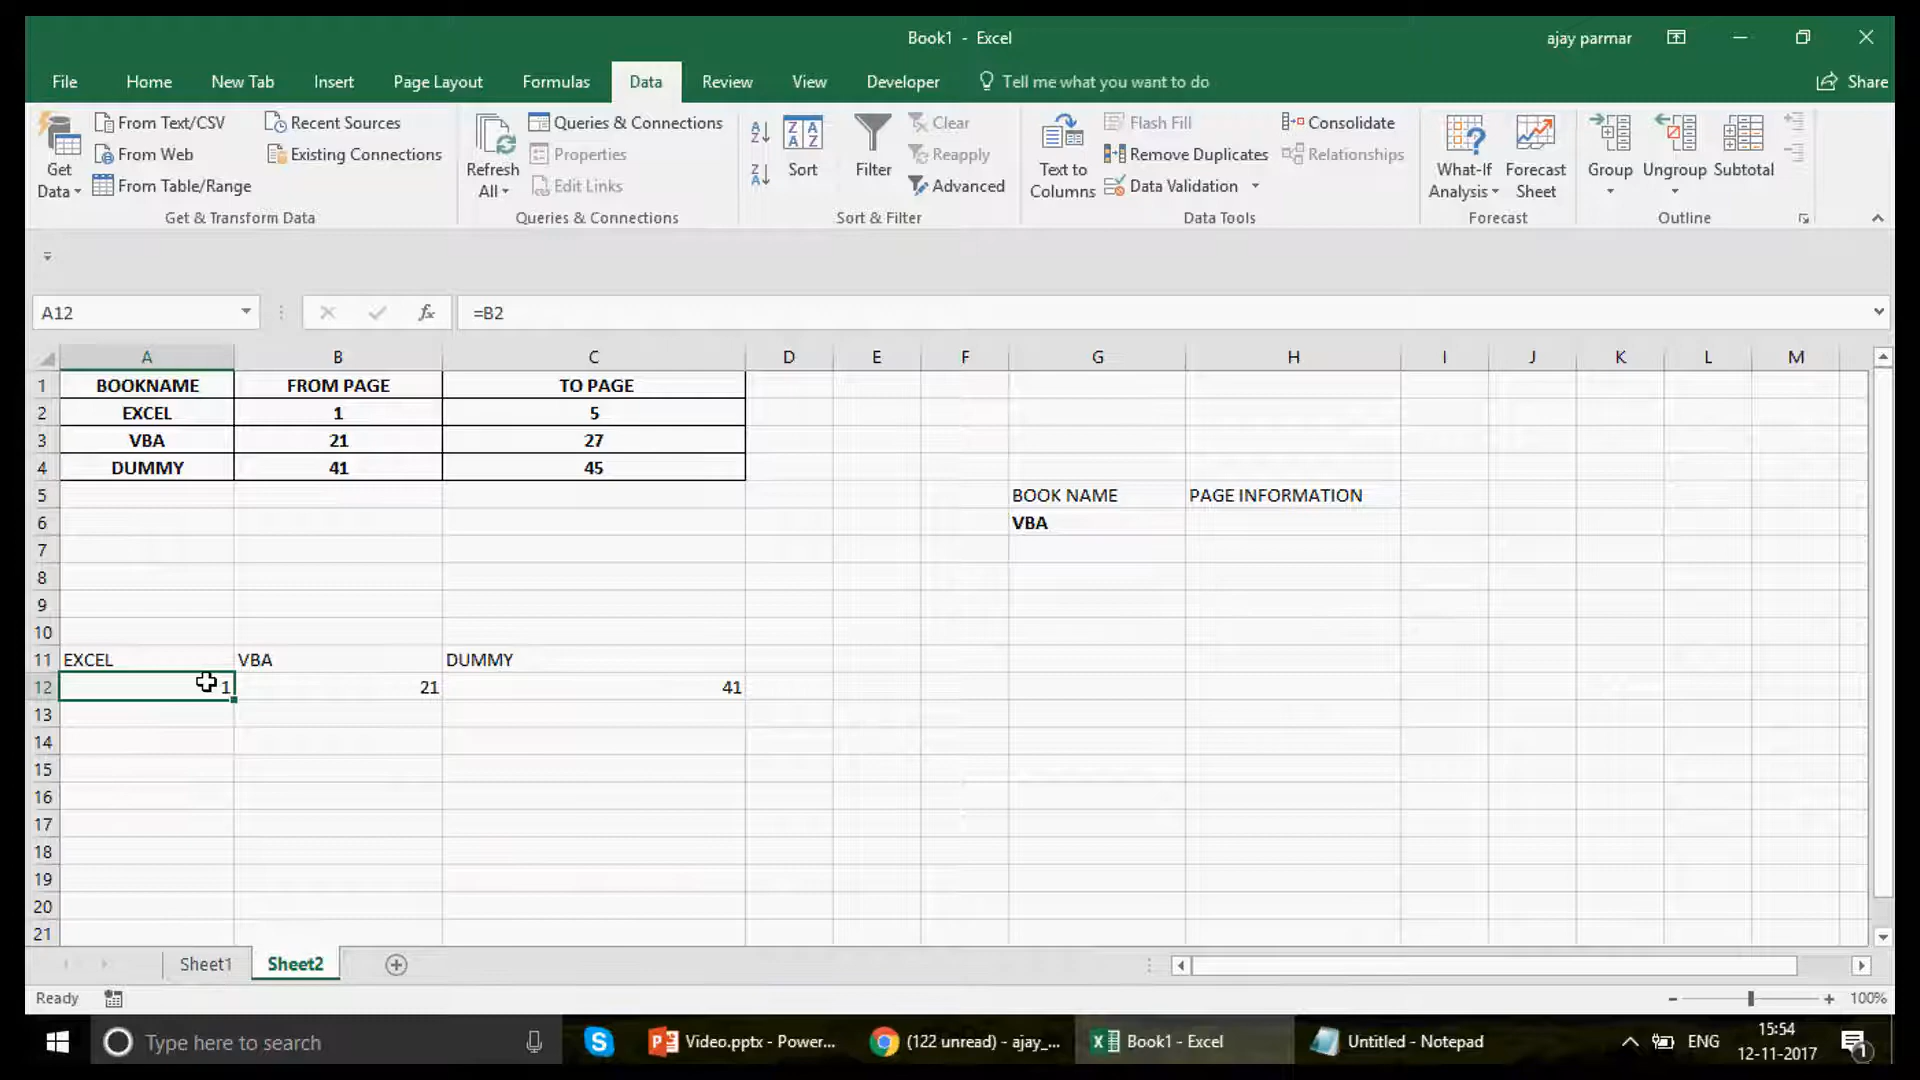 Book1 - Excel
ajay parmar
File Home New Tab Insert Page Layout Formulas Data Review View Developer Tell me what you want to do Share
Get Data
From Text/CSV
From Web
From Table/Range
Recent Sources
Existing Connections
Get & Transform Data
Refresh All
Queries & Connections
Properties
Edit Links
Queries & Connections
Sort
Filter
Clear
Reapply
Advanced
Sort & Filter
Text to Columns
Flash Fill
Remove Duplicates
Data Validation
Consolidate
Relationships
Data Tools
What-If Analysis
Forecast Sheet
Forecast
Group
Ungroup
Subtotal
Outline
A12 fx =B2
A B C D E F G H I J K L M
1 BOOKNAME FROM PAGE TO PAGE
2 EXCEL 1 5
3 VBA 21 27
4 DUMMY 41 45
5 BOOK NAME PAGE INFORMATION
6 VBA
7
8
9
10
11 EXCEL VBA DUMMY
12 1 21 41
13
14
15
16
17
18
19
20
21
Sheet1 Sheet2
Ready 100%
Type here to search
Video.pptx - Power...
(122 unread) - ajay_...
Book1 - Excel
Untitled - Notepad
ENG
15:54
12-11-2017
1